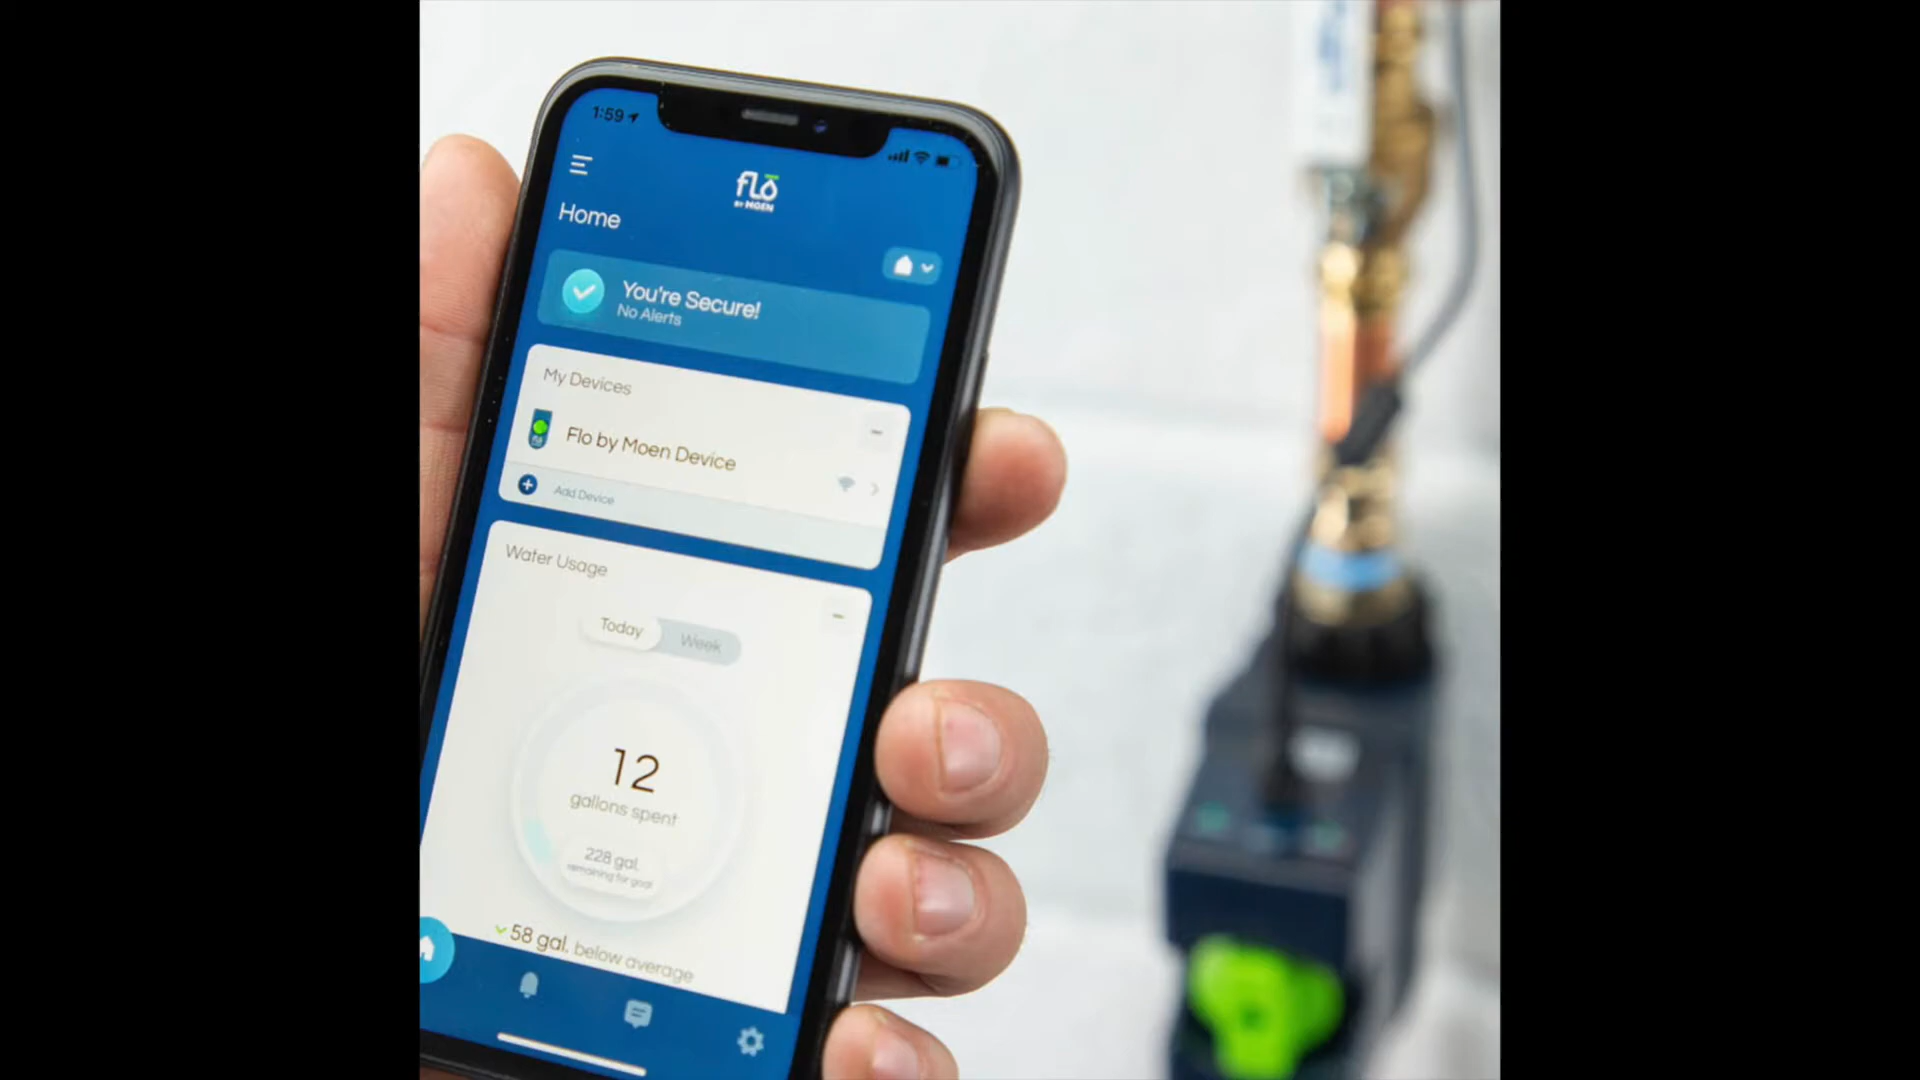 1:59
flō
BY MOEN
Home
You're Secure!
No Alerts
My Devices
Flo by Moen Device
Add Device
Water Usage
Today Week
12
gallons spent
228 gal.
remaining for goal
58 gal. below average